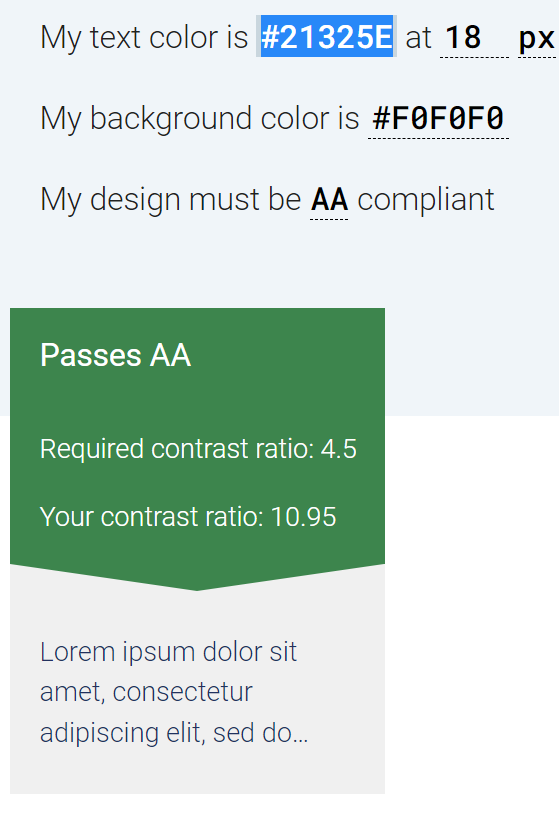 My text color is #21325E at 18 px
My background color is #F0F0F0
My design must be AA compliant
Passes AA
Required contrast ratio: 4.5
Your contrast ratio: 10.95
Lorem ipsum dolor sit
amet, consectetur
adipiscing elit, sed do...